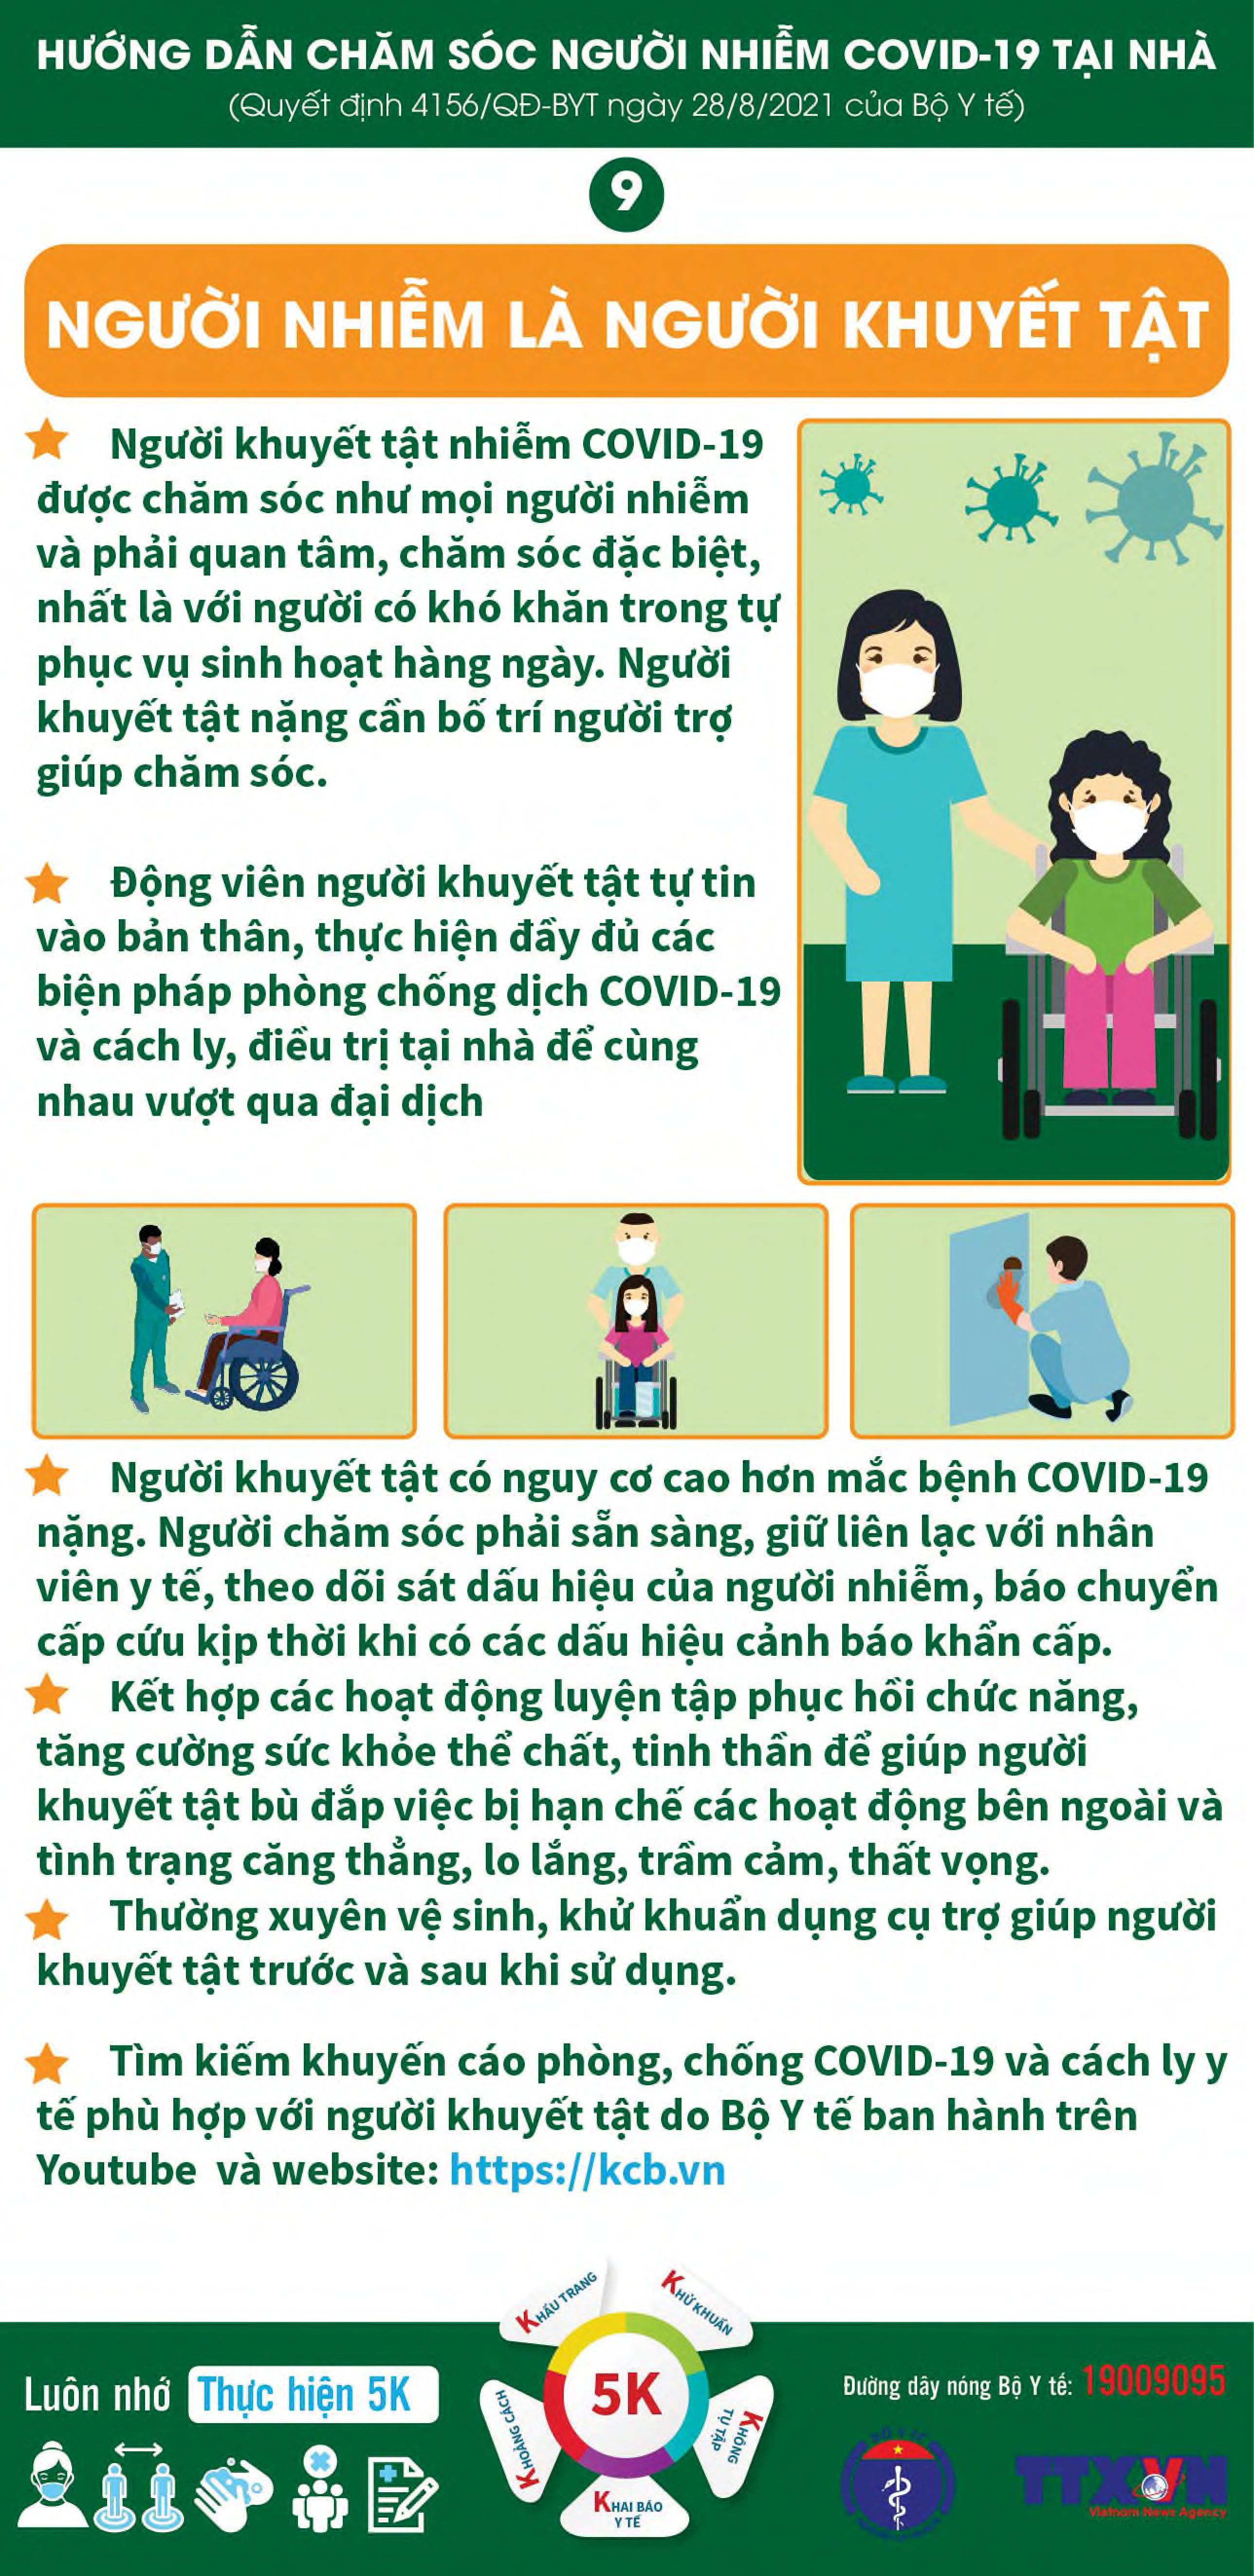 HƯỚNG DẪN CHĂM SÓC NGƯỜI NHIỄM COVID-19 TẠI NHÀ
(Quyết định 4156/QĐ-BYT ngày 28/8/2021 của Bộ Y tế)
9
NGƯỜI NHIỄM LÀ NGƯỜI KHUYẾT TẬT
Người khuyết tật nhiễm COVID-19
được chăm sóc như mọi người nhiễm
và phải quan tâm, chăm sóc đặc biệt,
nhất là với người có khó khăn trong tự
phục vụ sinh hoạt hàng ngày. Người
khuyết tật nặng cần bố trí người trợ
giúp chăm sóc.
Động viên người khuyết tật tự tin
vào bản thân, thực hiện đầy đủ các
biện pháp phòng chống dịch COVID-19
và cách ly, điều trị tại nhà để cùng
nhau vượt qua đại dịch
Người khuyết tật có nguy cơ cao hơn mắc bệnh COVID-19
nặng. Người chăm sóc phải sẵn sàng, giữ liên lạc với nhân
viên y tế, theo dõi sát dấu hiệu của người nhiễm, báo chuyển
cấp cứu kịp thời khi có các dấu hiệu cảnh báo khẩn cấp.
Kết hợp các hoạt động luyện tập phục hồi chức năng,
tăng cường sức khỏe thể chất, tinh thần để giúp người
khuyết tật bù đắp việc bị hạn chế các hoạt động bên ngoài và
tình trạng căng thẳng, lo lắng, trầm cảm, thất vọng.
Thường xuyên vệ sinh, khử khuẩn dụng cụ trợ giúp người
khuyết tật trước và sau khi sử dụng.
Tìm kiếm khuyến cáo phòng, chống COVID-19 và cách ly y
tế phù hợp với người khuyết tật do Bộ Y tế ban hành trên
Youtube và website: https://kcb.vn
Luôn nhớ Thực hiện 5K
KHẨU TRANG
KHỬ KHUẨN
KHOẢNG CÁCH
5K
KHÔNG
TỤ TẬP
KHAI BÁO
Y TẾ
Đường dây nóng Bộ Y tế: 19009095
BỘ Y TẾ
TTXVN
Vietnam News Agency